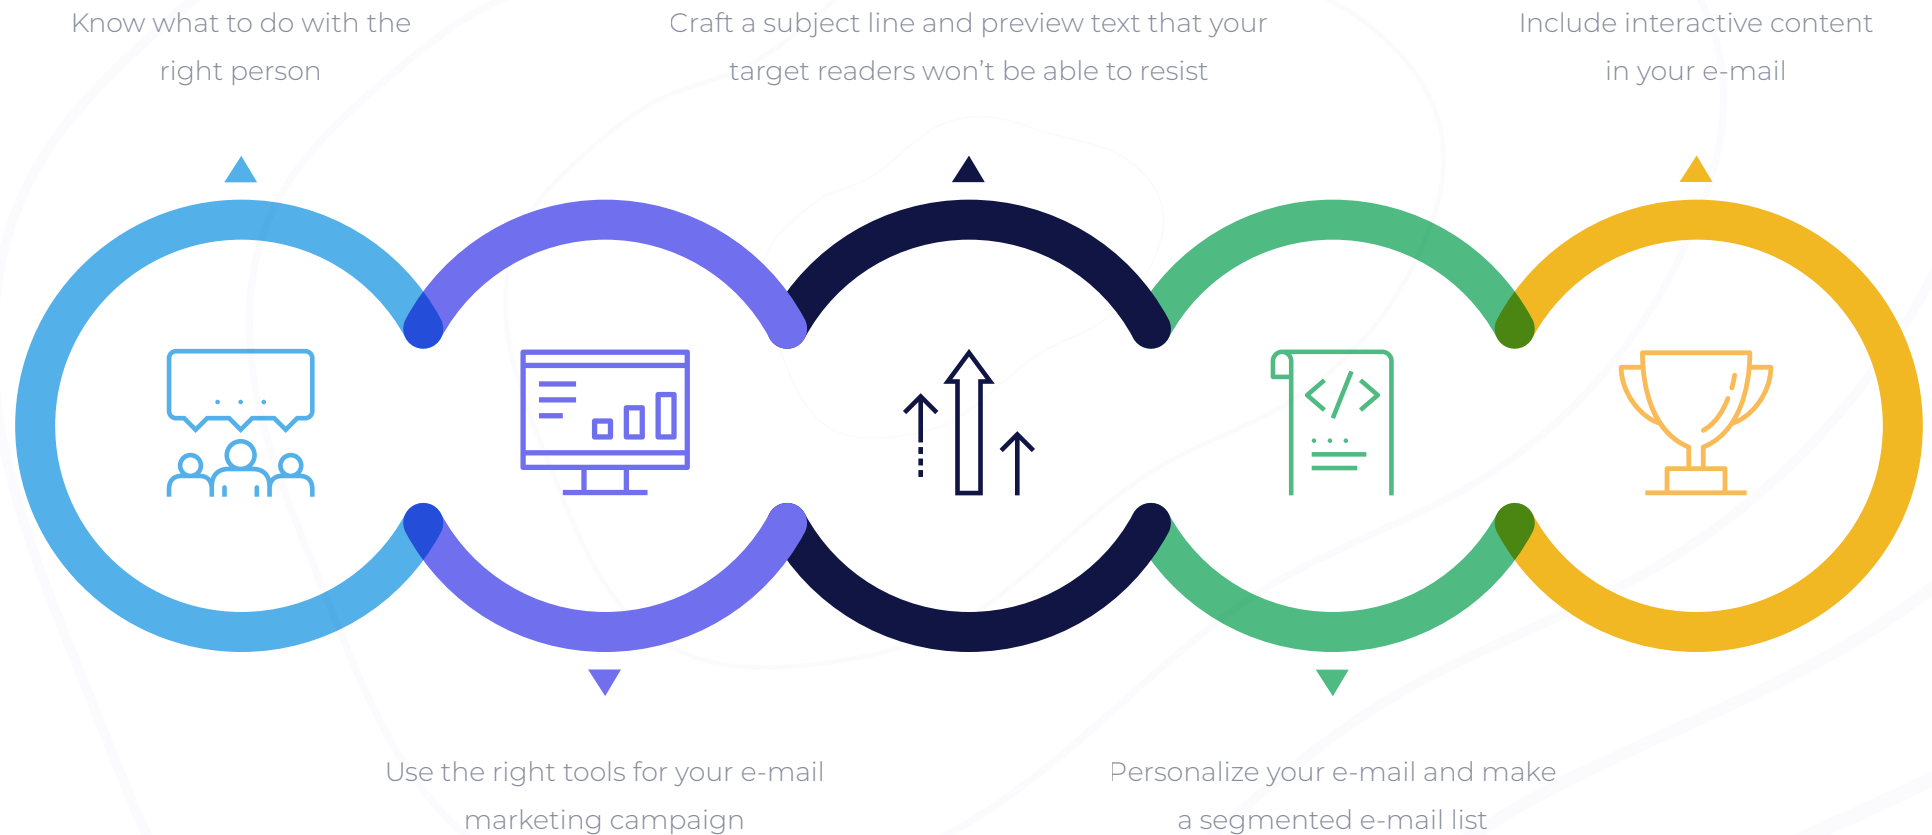 Know what to do with the
right person
Craft a subject line and preview text that your
target readers won't be able to resist
Include interactive content
in your e-mail
Use the right tools for your e-mail
marketing campaign
Personalize your e-mail and make
a segmented e-mail list